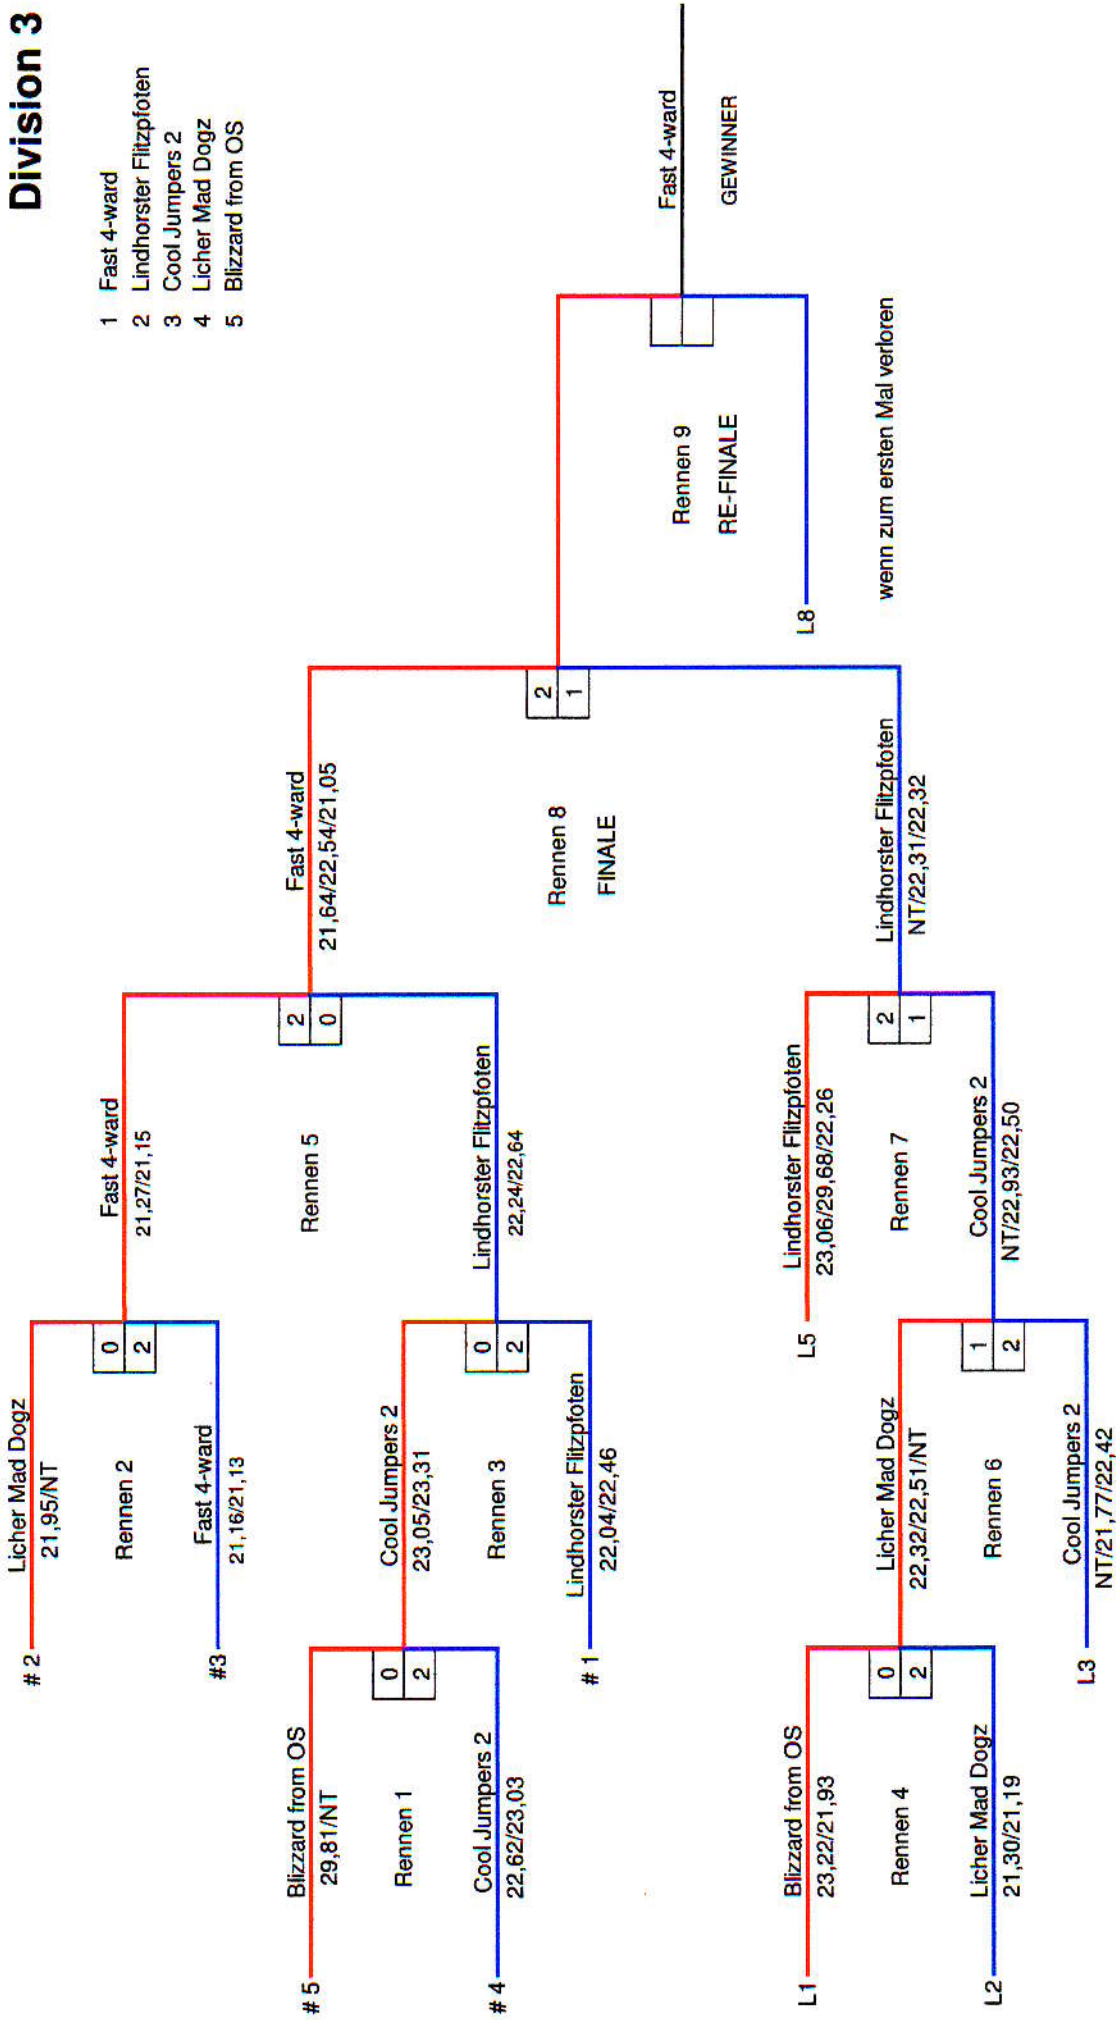 Division 3
1 Fast 4-ward
2 Lindhorster Flitzpfoten
3 Cool Jumpers 2
4 Licher Mad Dogz
5 Blizzard from OS
# 2
Licher Mad Dogz
21,95/NT
Rennen 2
0
2
#3
Fast 4-ward
21,16/21,13
# 5
Blizzard from OS
29,81/NT
Rennen 1
0
2
# 4
Cool Jumpers 2
22,62/23,03
Cool Jumpers 2
23,05/23,31
Rennen 3
0
2
# 1
Lindhorster Flitzpfoten
22,04/22,46
Fast 4-ward
21,27/21,15
Rennen 5
2
0
Lindhorster Flitzpfoten
22,24/22,64
L1
Blizzard from OS
23,22/21,93
Rennen 4
0
2
L2
Licher Mad Dogz
21,30/21,19
Licher Mad Dogz
22,32/22,51/NT
Rennen 6
1
2
L3
Cool Jumpers 2
NT/21,77/22,42
L5
Lindhorster Flitzpfoten
23,06/29,68/22,26
Rennen 7
2
1
Cool Jumpers 2
NT/22,93/22,50
Fast 4-ward
21,64/22,54/21,05
Rennen 8
FINALE
2
1
Lindhorster Flitzpfoten
NT/22,31/22,32
Rennen 9
RE-FINALE
L8
wenn zum ersten Mal verloren
Fast 4-ward
GEWINNER